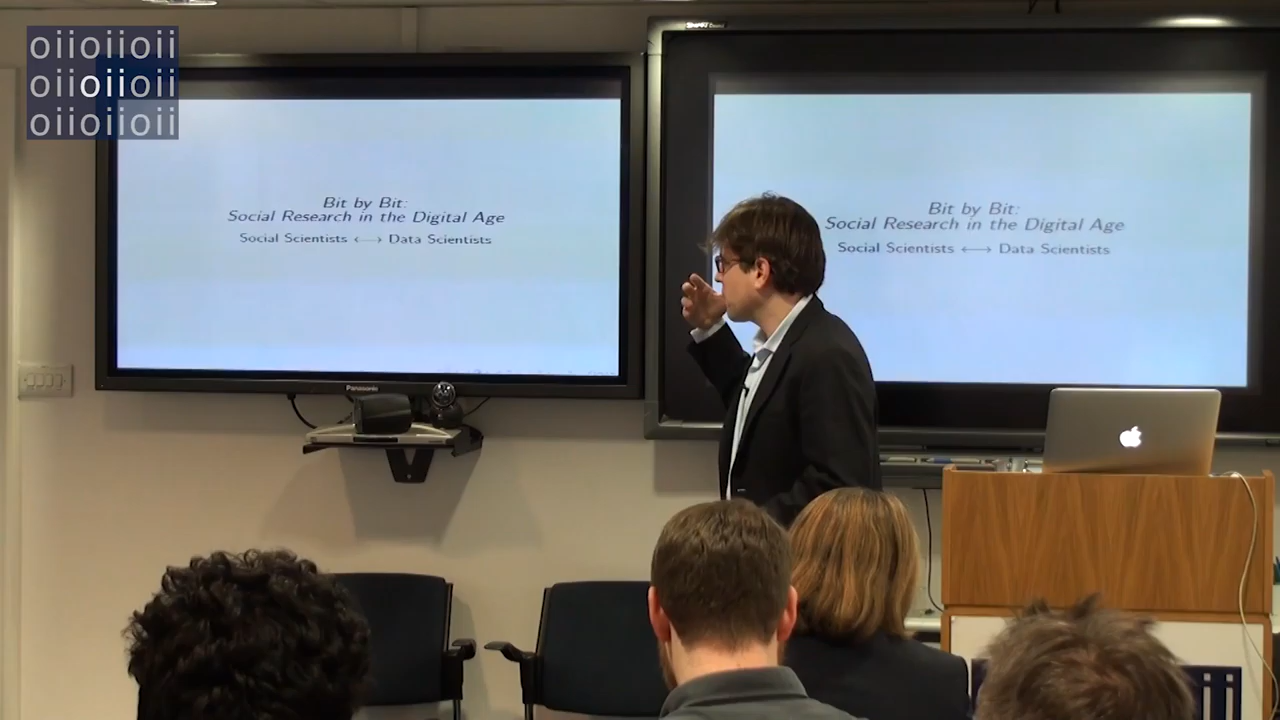 oiioiioii
oiioiioii
oiioiioii
Bit by Bit:
Social Research in the Digital Age
Social Scientists ⟷ Data Scientists
Panasonic
Bit by Bit:
Social Research in the Digital Age
Social Scientists ⟷ Data Scientists